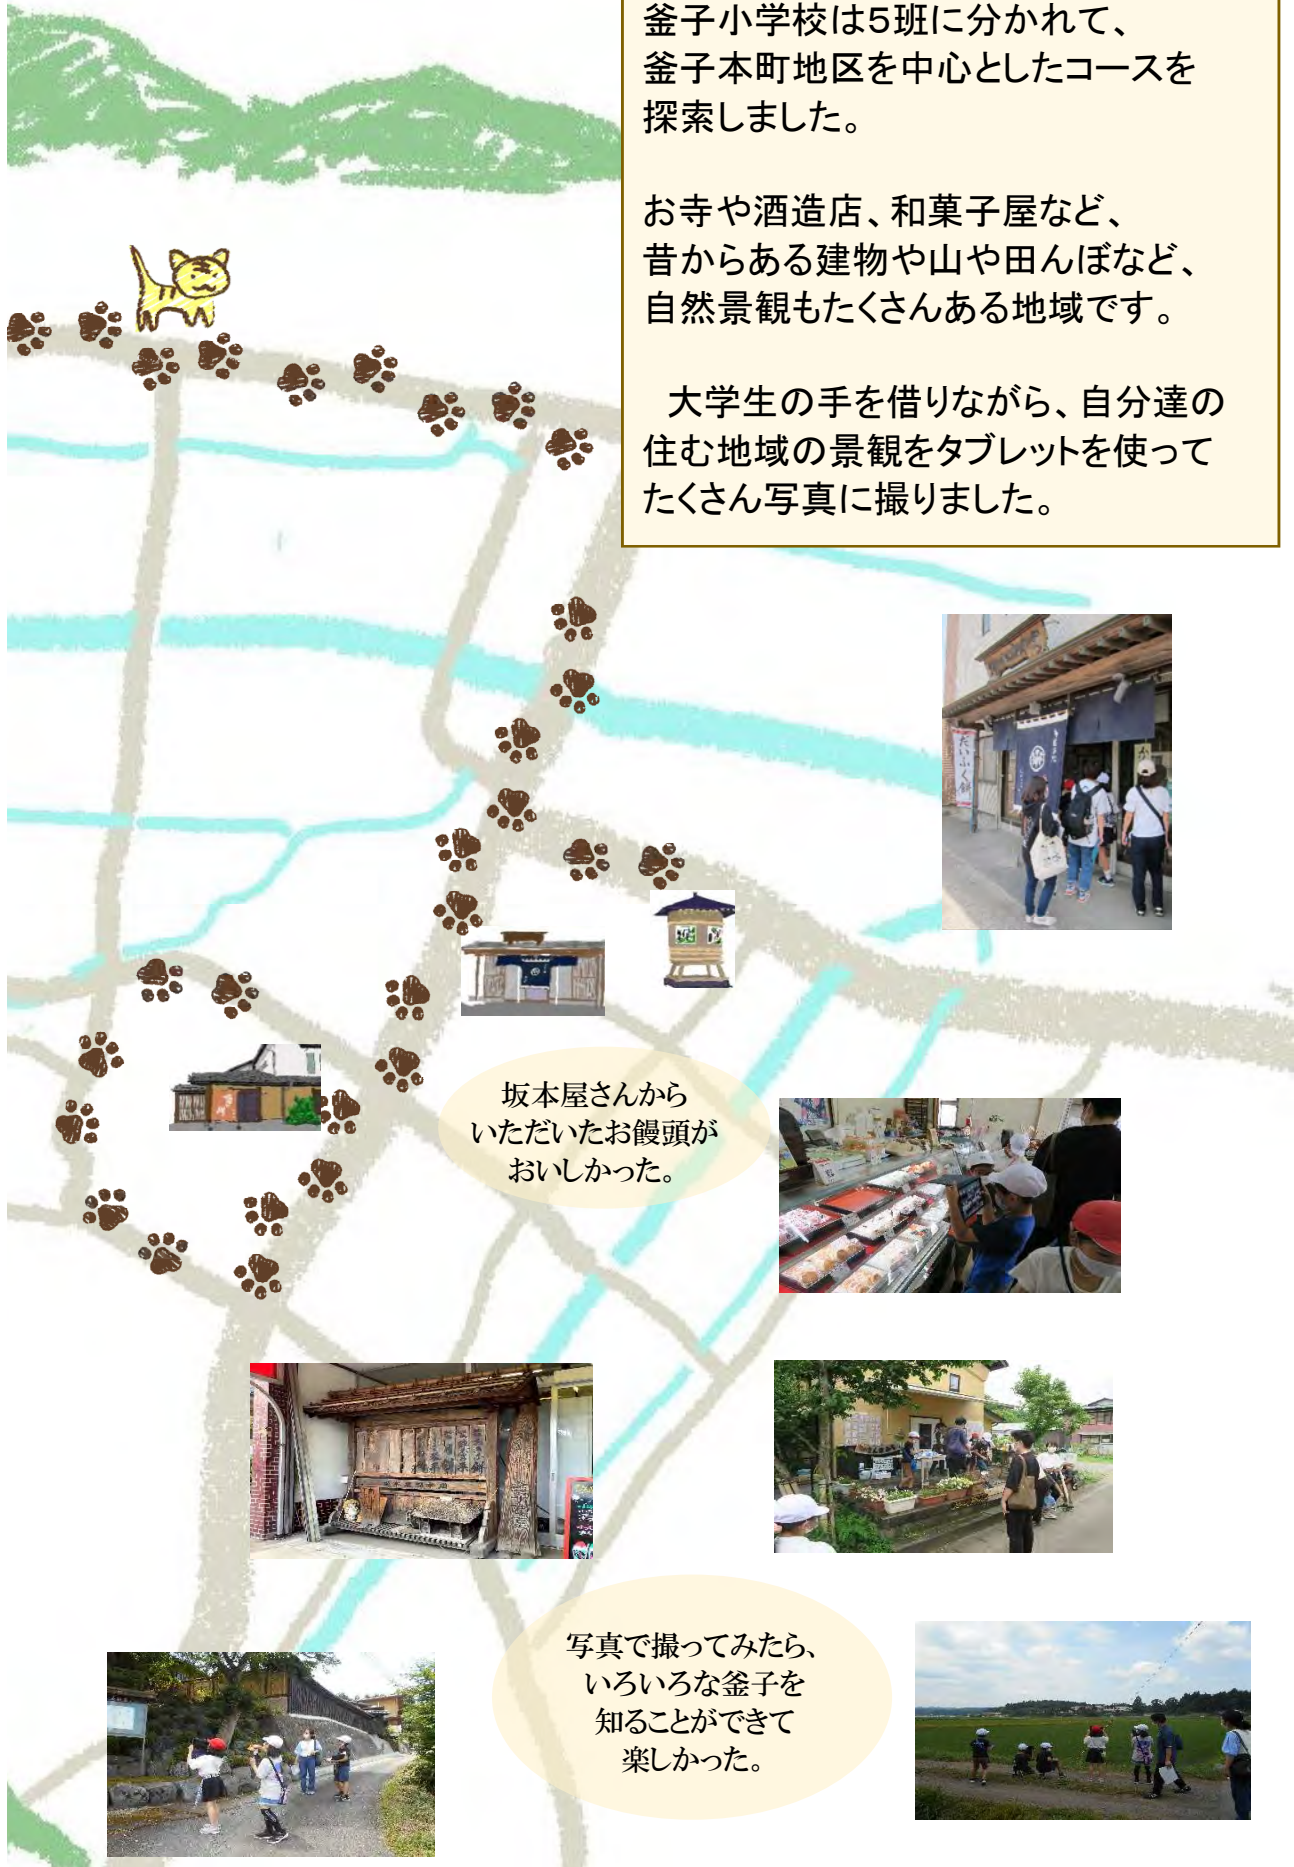 釜子小学校は5班に分かれて、
釜子本町地区を中心としたコースを
探索しました。
お寺や酒造店、和菓子屋など、
昔からある建物や山や田んぼなど、
自然景観もたくさんある地域です。
大学生の手を借りながら、自分達の
住む地域の景観をタブレットを使って
たくさん写真に撮りました。
だいふく餅
坂本屋さんから
いただいたお饅頭が
おいしかった。
写真で撮ってみたら、
いろいろな釜子を
知ることができて
楽しかった。